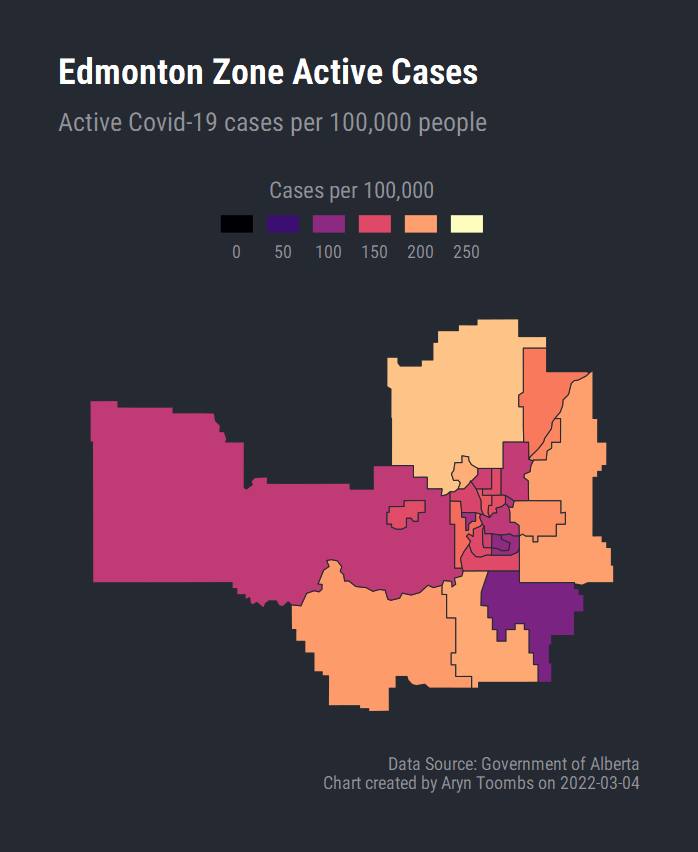 Edmonton Zone Active Cases
Active Covid-19 cases per 100,000 people
Cases per 100,000
0 50 100 150 200 250
Data Source: Government of Alberta
Chart created by Aryn Toombs on 2022-03-04